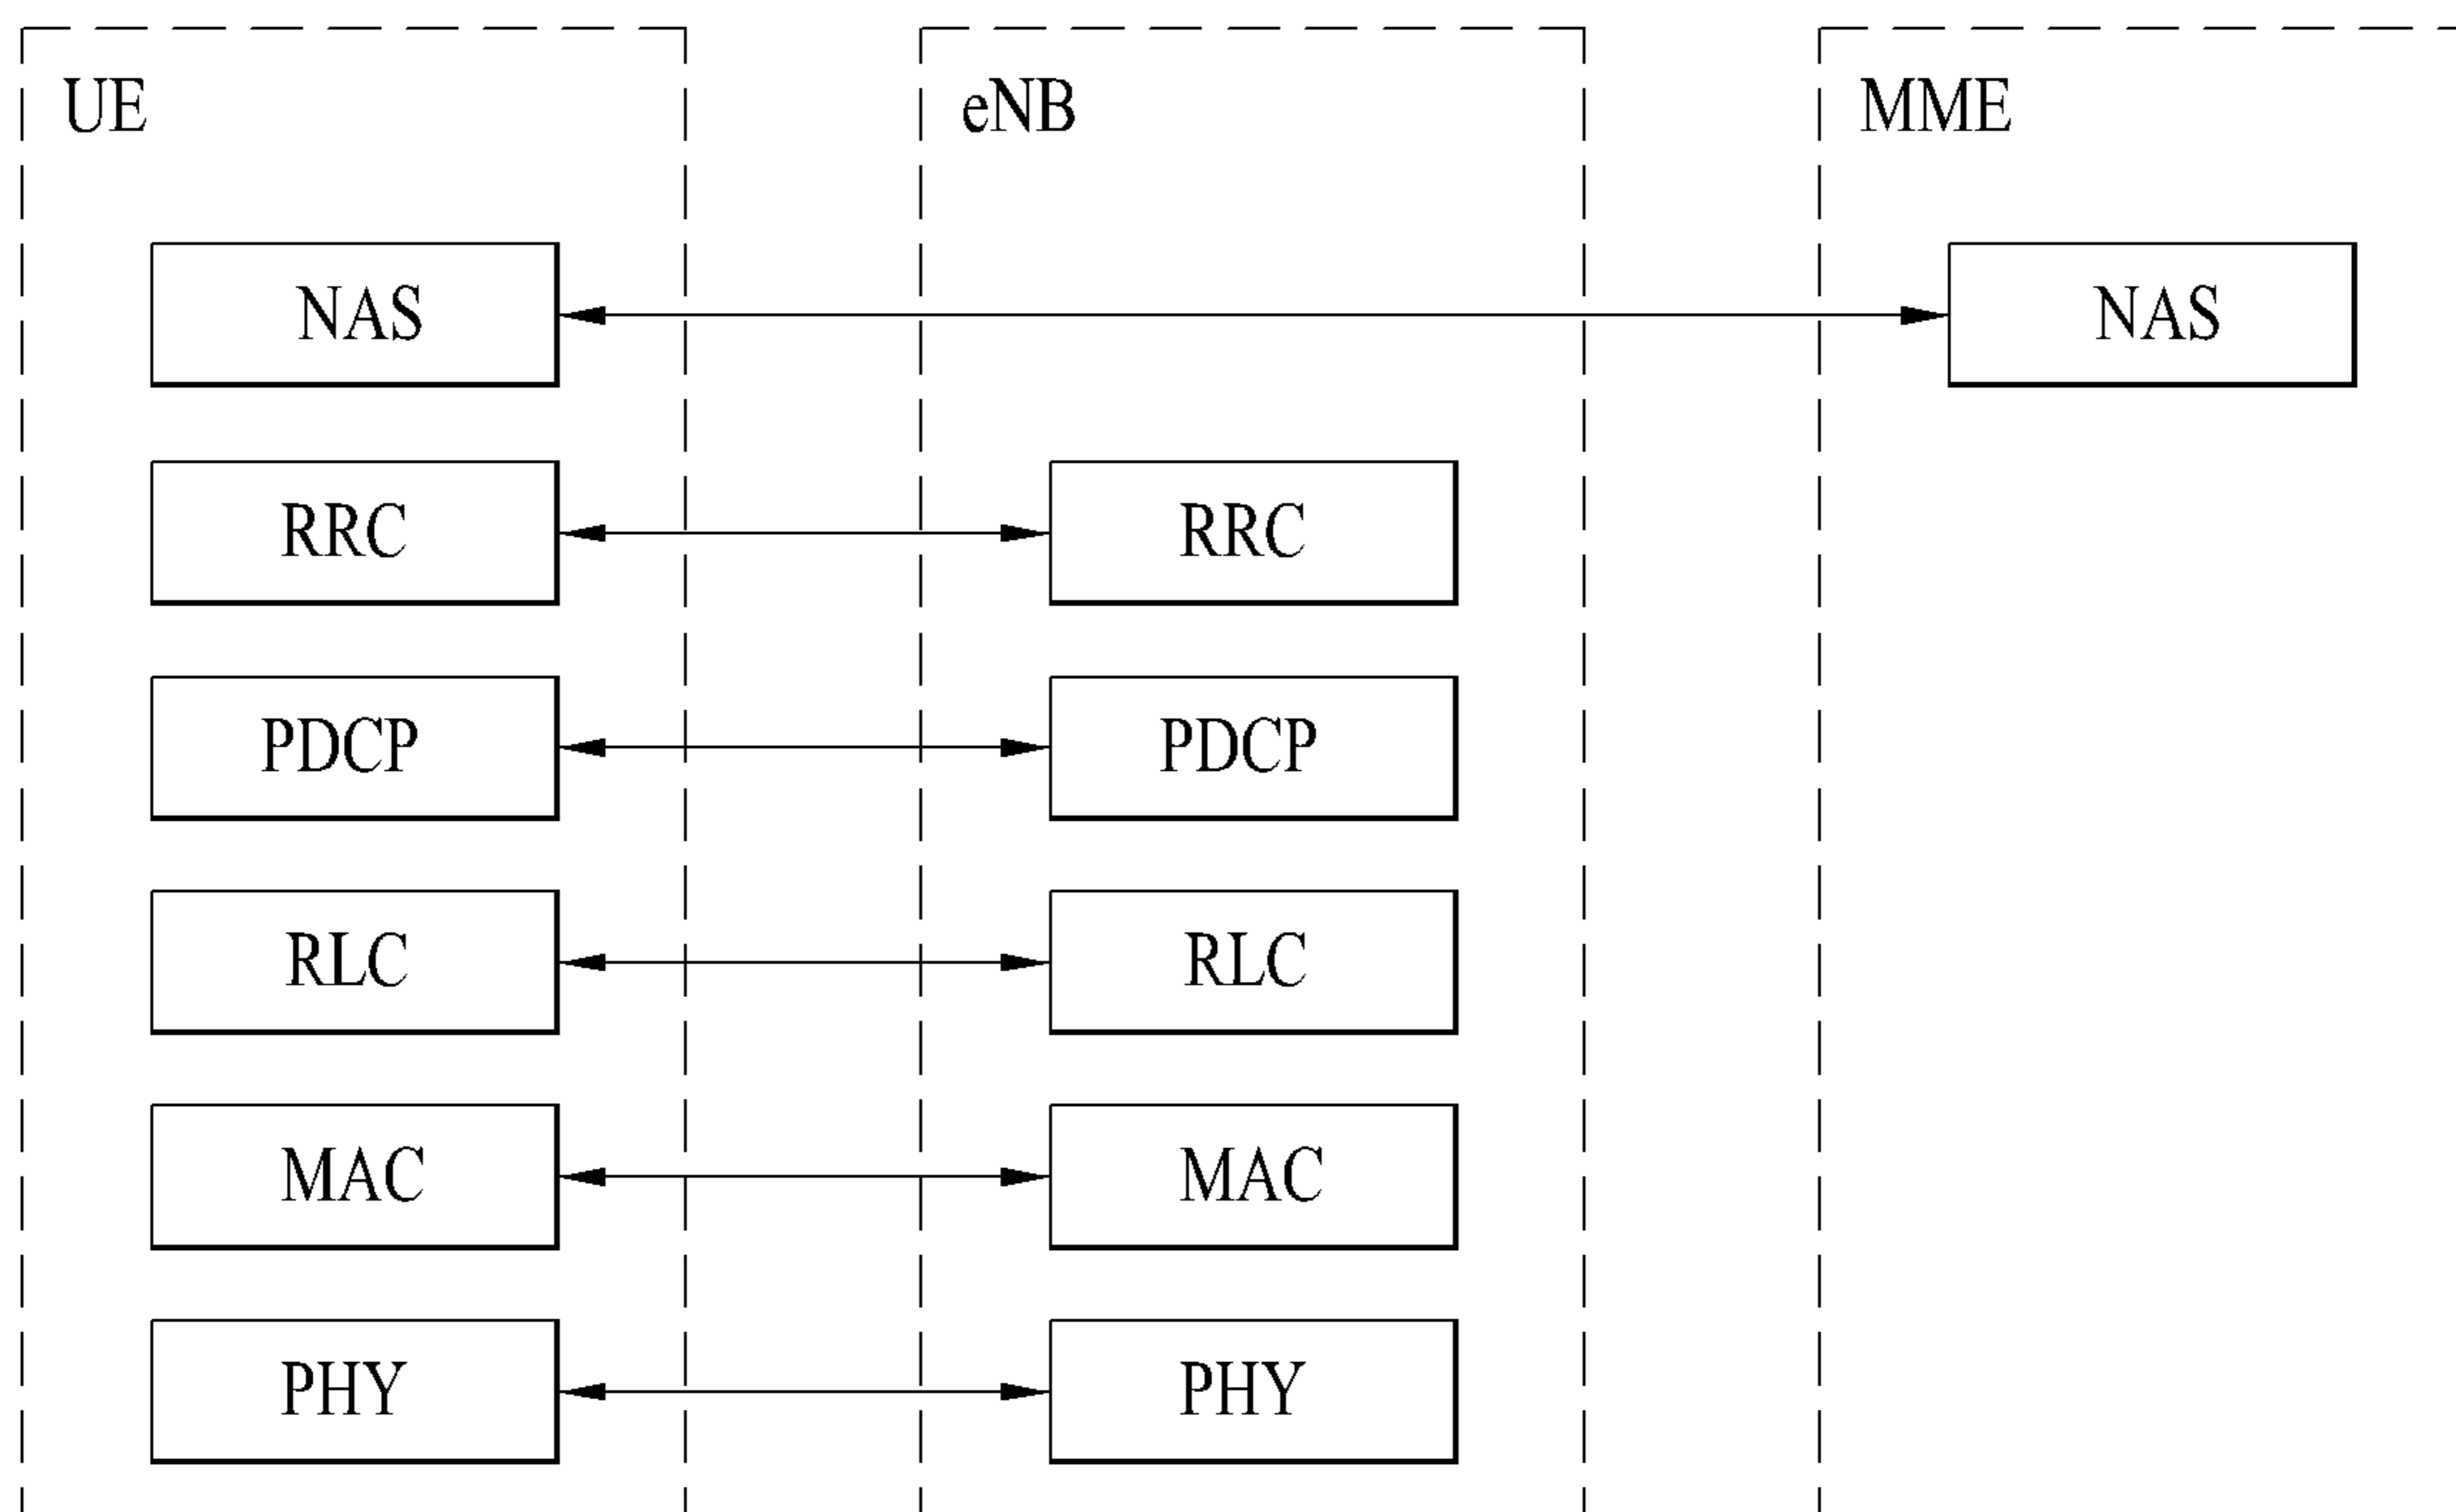 UE eNB MME
NAS NAS
RRC RRC
PDCP PDCP
RLC RLC
MAC MAC
PHY PHY